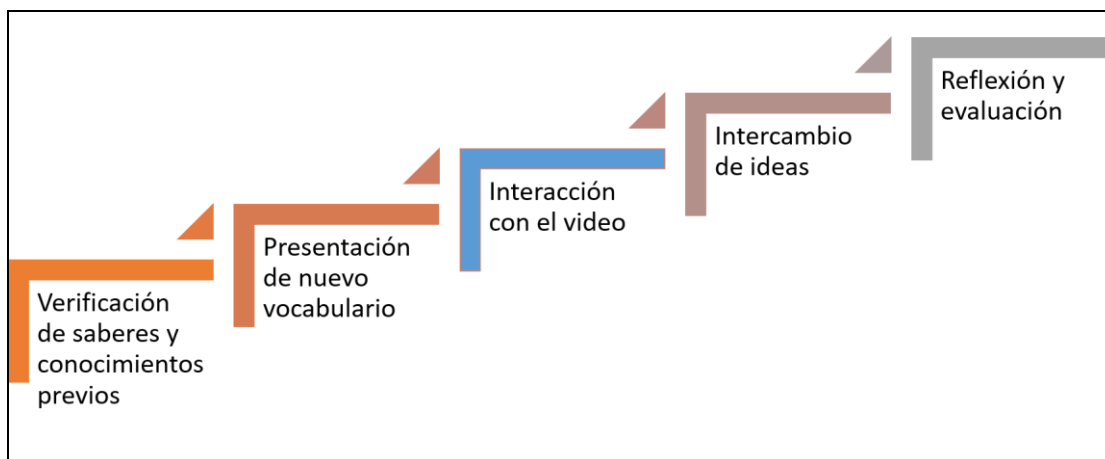 Verificación
de saberes y
conocimientos
previos
Presentación
de nuevo
vocabulario
Interacción
con el video
Intercambio
de ideas
Reflexión y
evaluación